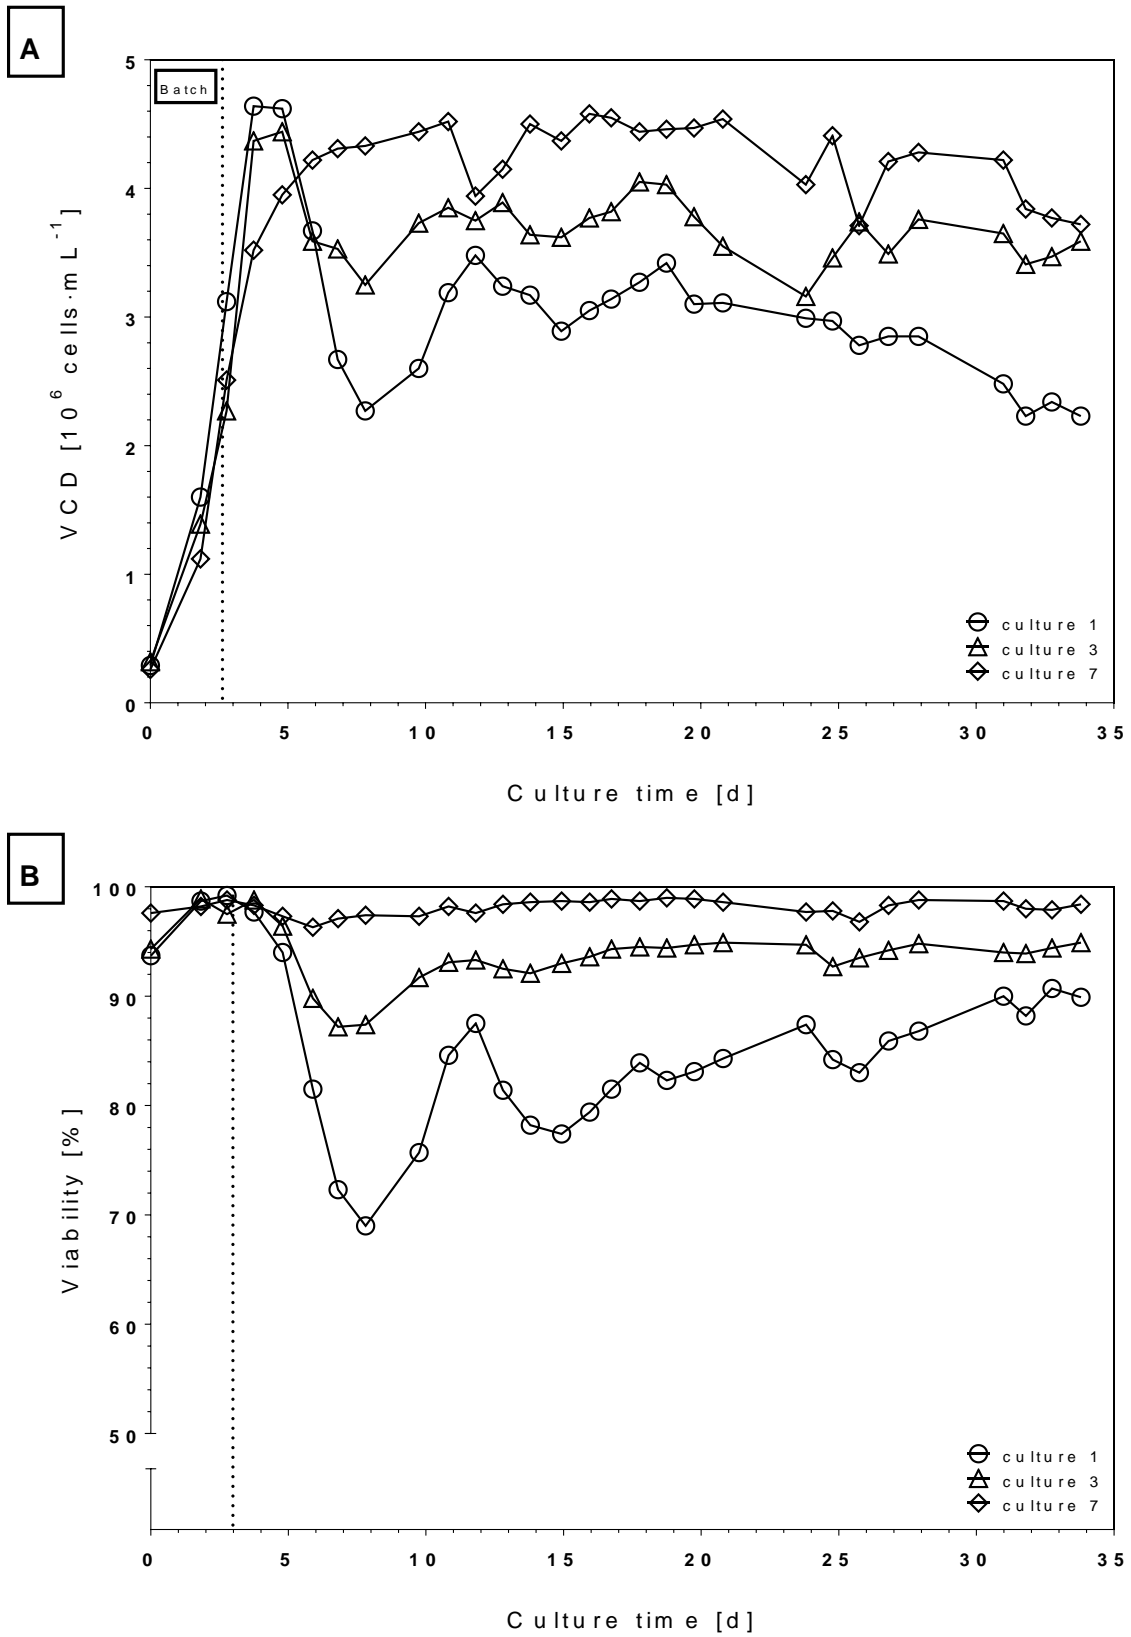 A
5
Batch
4
3
2
1
0
VCD [10^6 cells·mL^-1]
culture 1
culture 3
culture 7
0 5 10 15 20 25 30 35
Culture time [d]
B
100
90
80
70
60
50
Viability [%]
culture 1
culture 3
culture 7
0 5 10 15 20 25 30 35
Culture time [d]